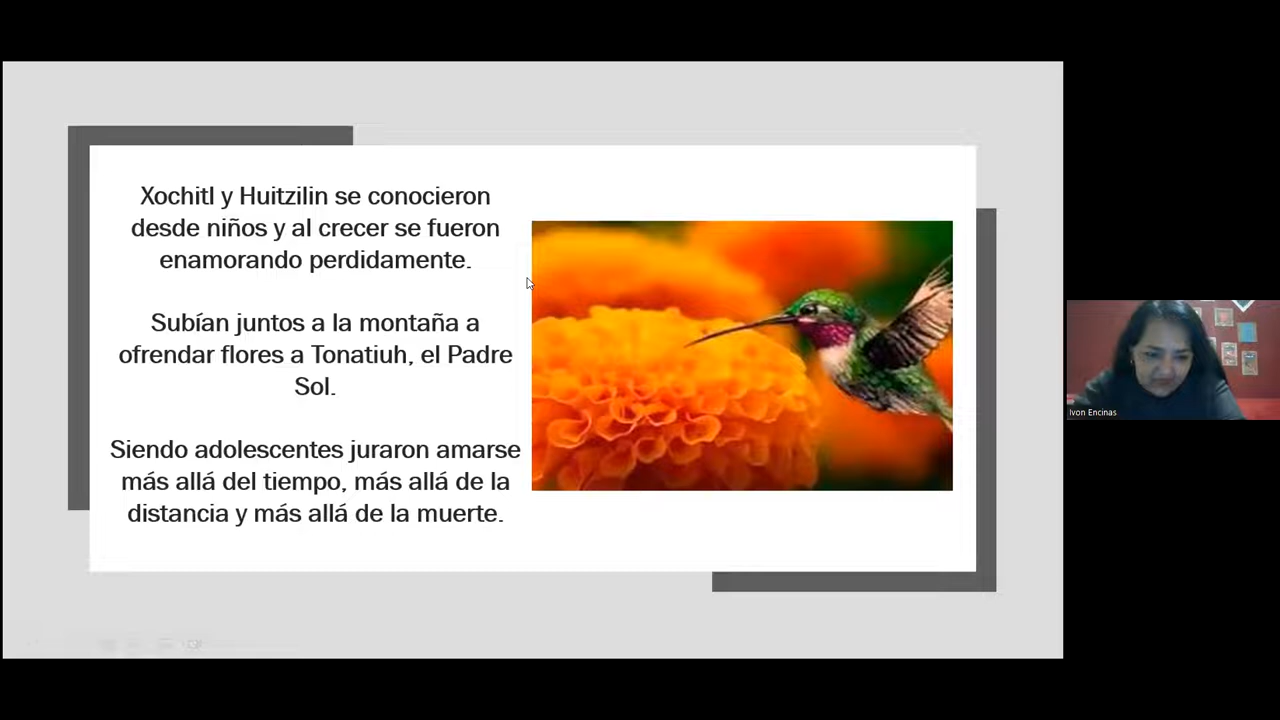 Xochitl y Huitzilin se conocieron
desde niños y al crecer se fueron
enamorando perdidamente.
Subían juntos a la montaña a
ofrendar flores a Tonatiuh, el Padre
Sol.
Siendo adolescentes juraron amarse
más allá del tiempo, más allá de la
distancia y más allá de la muerte.
Ivon Encinas